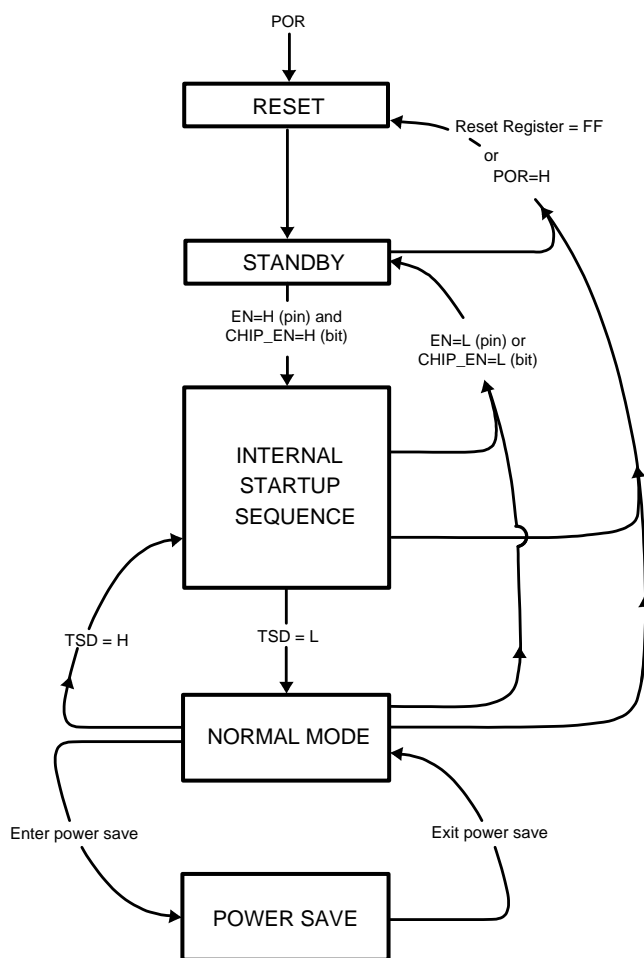 POR
RESET
Reset Register = FF
or
POR=H
STANDBY
EN=H (pin) and
CHIP_EN=H (bit)
EN=L (pin) or
CHIP_EN=L (bit)
INTERNAL
STARTUP
SEQUENCE
TSD = H
TSD = L
NORMAL MODE
Enter power save
Exit power save
POWER SAVE